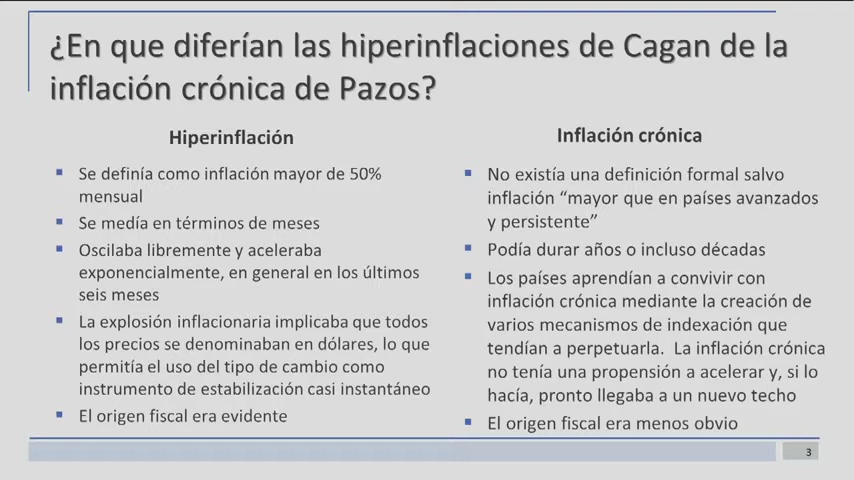 ¿En que diferían las hiperinflaciones de Cagan de la
inflación crónica de Pazos?
Hiperinflación
▪ Se definía como inflación mayor de 50%
mensual
▪ Se medía en términos de meses
▪ Oscilaba libremente y aceleraba
exponencialmente, en general en los últimos
seis meses
▪ La explosión inflacionaria implicaba que todos
los precios se denominaban en dólares, lo que
permitía el uso del tipo de cambio como
instrumento de estabilización casi instantáneo
▪ El origen fiscal era evidente
Inflación crónica
▪ No existía una definición formal salvo
inflación “mayor que en países avanzados
y persistente”
▪ Podía durar años o incluso décadas
▪ Los países aprendían a convivir con
inflación crónica mediante la creación de
varios mecanismos de indexación que
tendían a perpetuarla. La inflación crónica
no tenía una propensión a acelerar y, si lo
hacía, pronto llegaba a un nuevo techo
▪ El origen fiscal era menos obvio
3